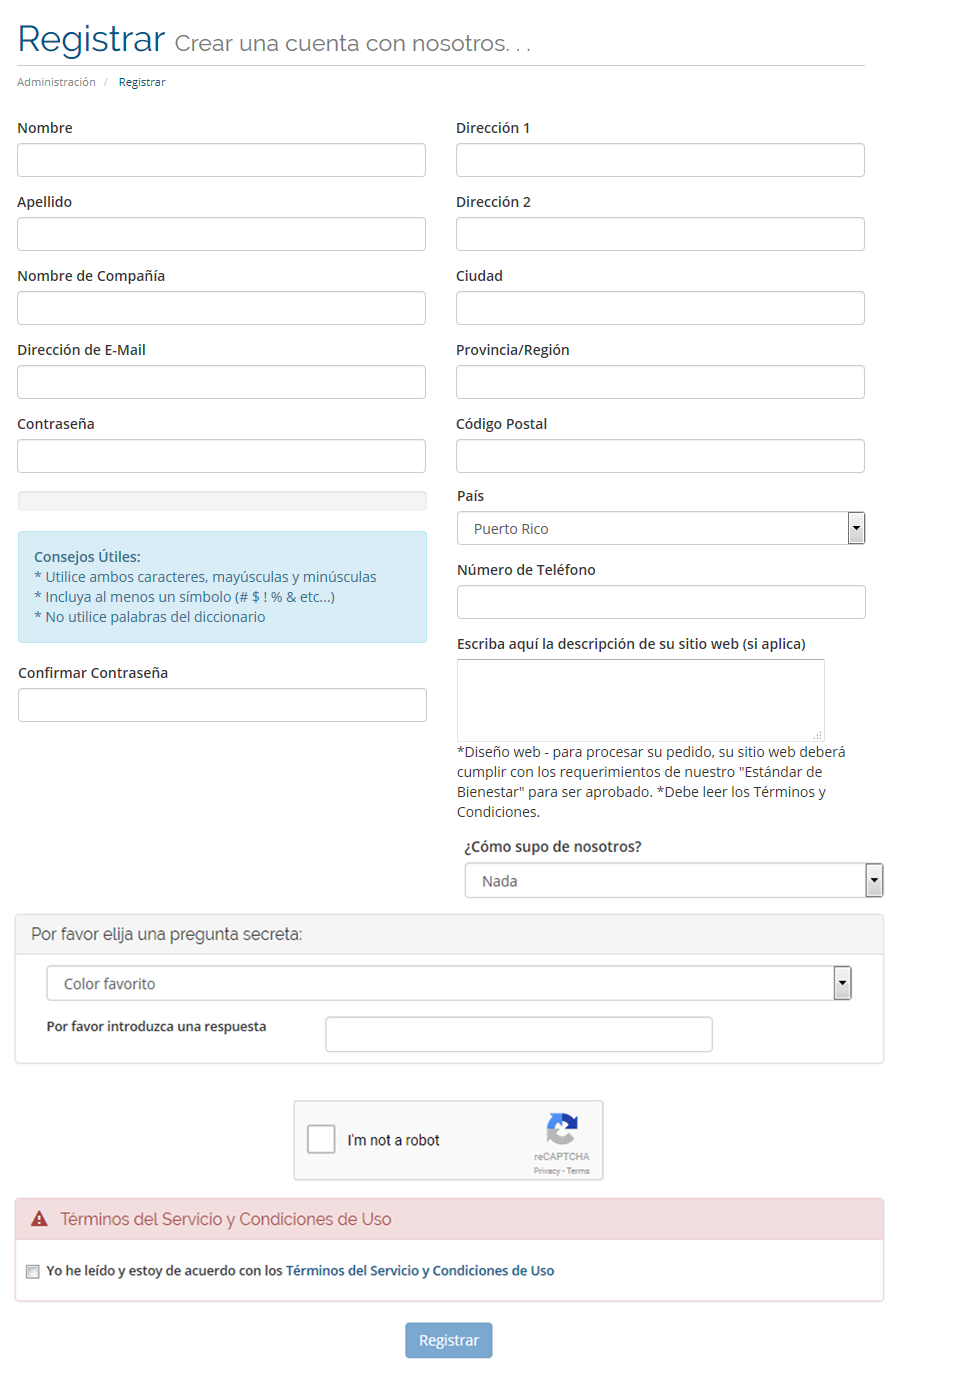 Registrar Crear una cuenta con nosotros. . .
Administración / Registrar
Nombre
Apellido
Nombre de Compañía
Dirección de E-Mail
Contraseña
Consejos Útiles:
* Utilice ambos caracteres, mayúsculas y minúsculas
* Incluya al menos un símbolo (# $ ! % & etc...)
* No utilice palabras del diccionario
Confirmar Contraseña
Dirección 1
Dirección 2
Ciudad
Provincia/Región
Código Postal
País
Puerto Rico
Número de Teléfono
Escriba aquí la descripción de su sitio web (si aplica)
*Diseño web - para procesar su pedido, su sitio web deberá
cumplir con los requerimientos de nuestro "Estándar de
Bienestar" para ser aprobado. *Debe leer los Términos y
Condiciones.
¿Cómo supo de nosotros?
Nada
Por favor elija una pregunta secreta:
Color favorito
Por favor introduzca una respuesta
I'm not a robot
reCAPTCHA
Privacy - Terms
Términos del Servicio y Condiciones de Uso
Yo he leído y estoy de acuerdo con los Términos del Servicio y Condiciones de Uso
Registrar